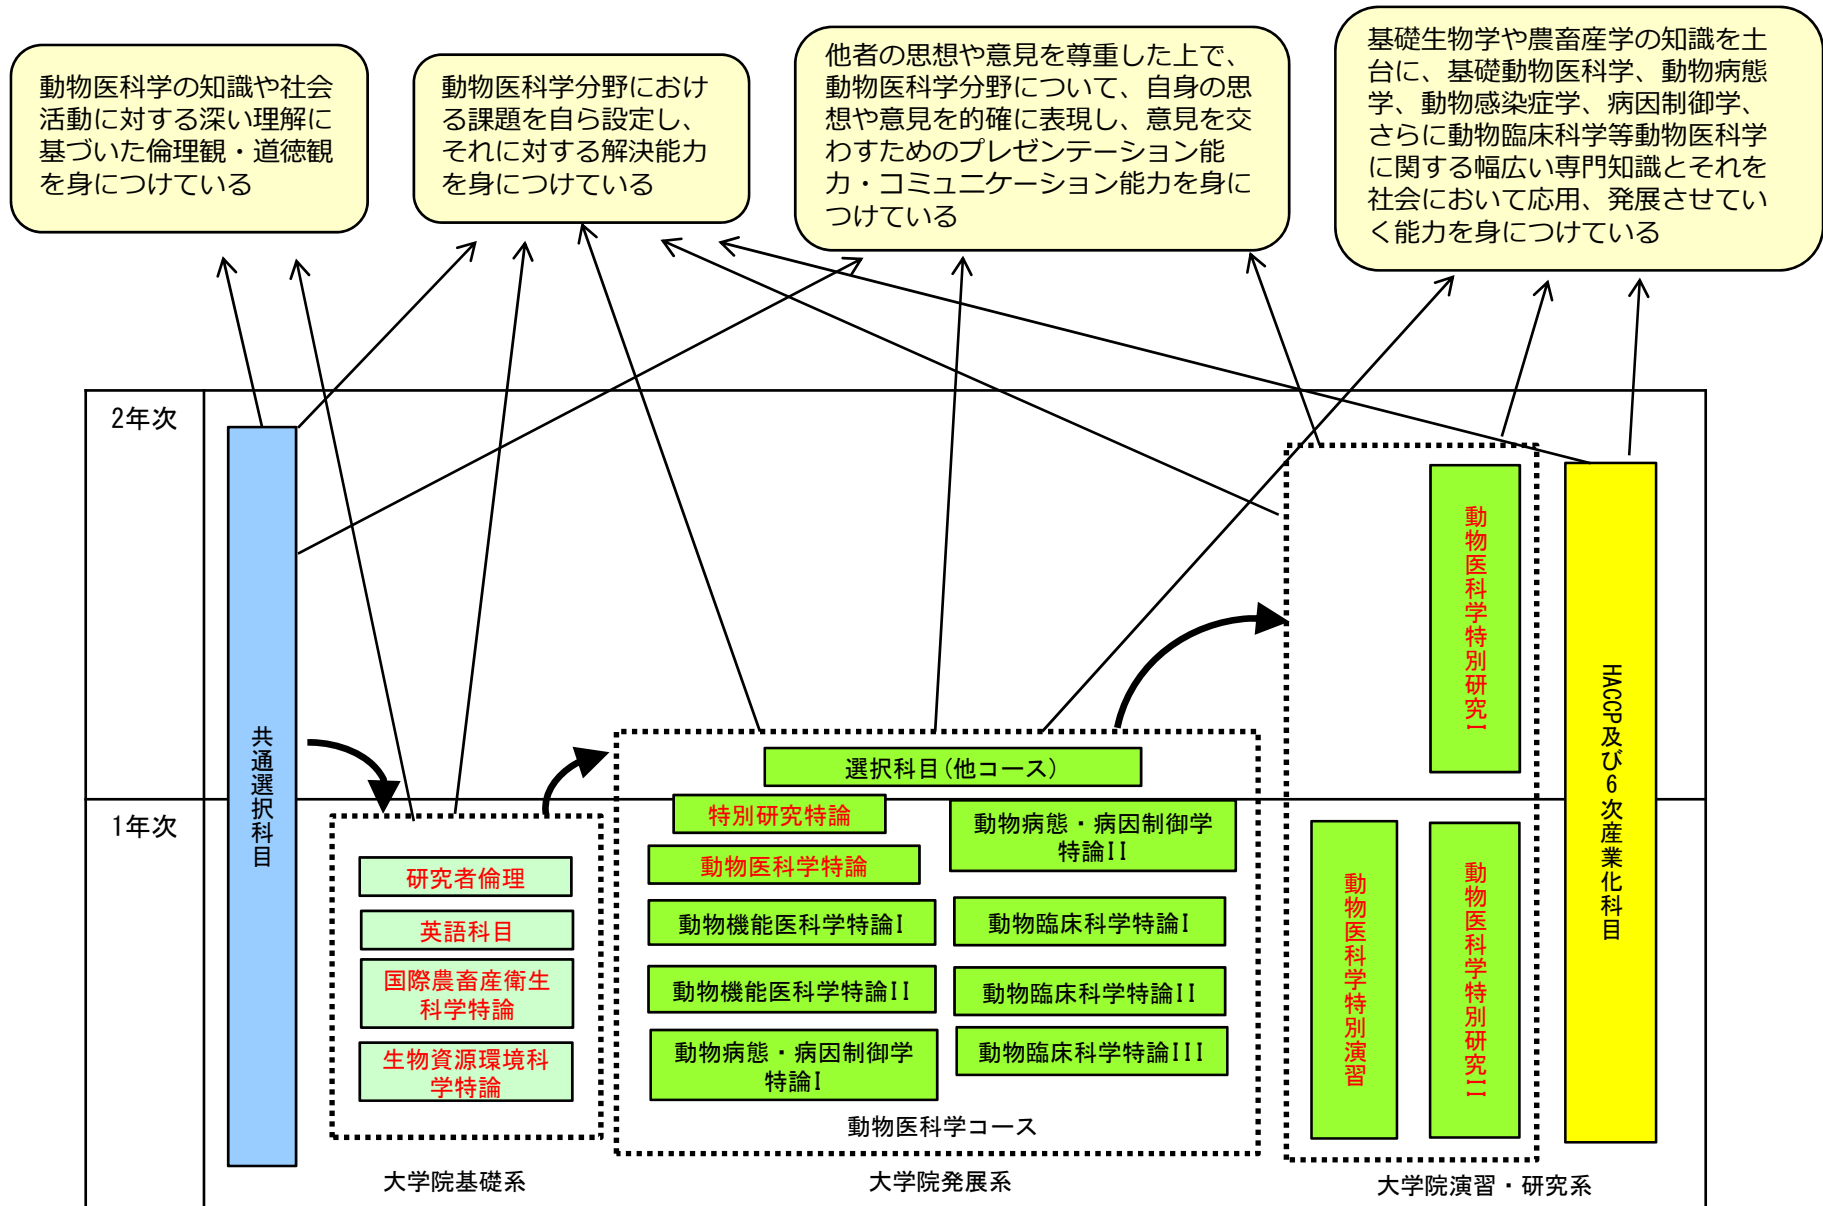 動物医科学の知識や社会
活動に対する深い理解に
基づいた倫理観・道徳観
を身につけている
動物医科学分野におけ
る課題を自ら設定し、
それに対する解決能力
を身につけている
他者の思想や意見を尊重した上で、
動物医科学分野について、自身の思
想や意見を的確に表現し、意見を交
わすためのプレゼンテーション能
力・コミュニケーション能力を身に
つけている
基礎生物学や農畜産学の知識を土
台に、基礎動物医科学、動物病態
学、動物感染症学、病因制御学、
さらに動物臨床科学等動物医科学
に関する幅広い専門知識とそれを
社会において応用、発展させてい
く能力を身につけている
2年次
1年次
共通選択科目
研究者倫理
英語科目
国際農畜産衛生
科学特論
生物資源環境科
学特論
大学院基礎系
選択科目(他コース)
特別研究特論
動物医科学特論
動物機能医科学特論I
動物機能医科学特論II
動物病態・病因制御学
特論I
動物病態・病因制御学
特論II
動物臨床科学特論I
動物臨床科学特論II
動物臨床科学特論III
動物医科学コース
大学院発展系
動物医科学特別研究I
動物医科学特別演習
動物医科学特別研究II
大学院演習・研究系
HACCP及び6次産業化科目